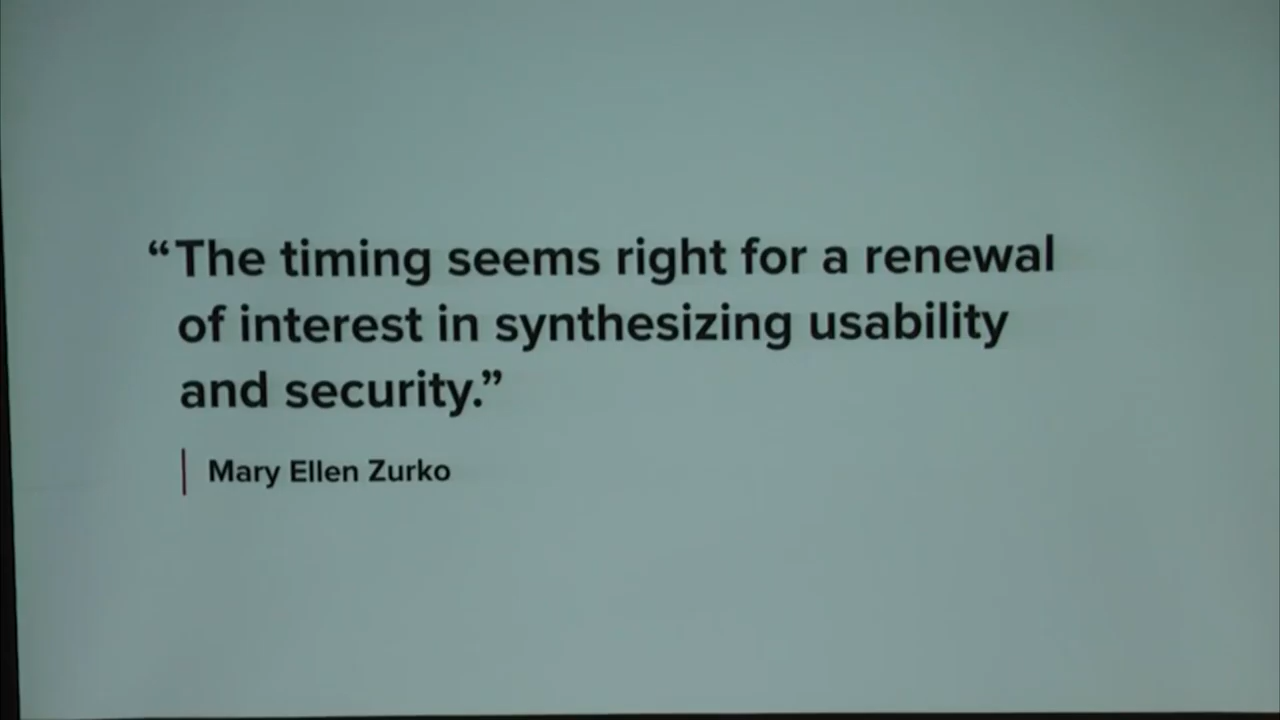 “The timing seems right for a renewal
of interest in synthesizing usability
and security.”
Mary Ellen Zurko